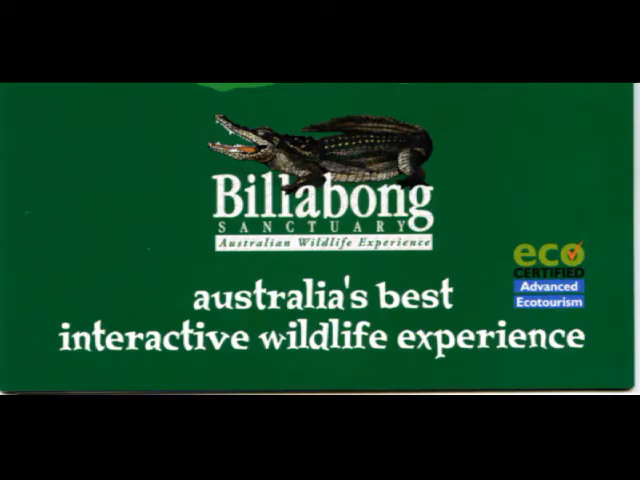 Billabong
SANCTUARY
Australian Wildlife Experience
eco
CERTIFIED
Advanced
Ecotourism
australia's best
interactive wildlife experience